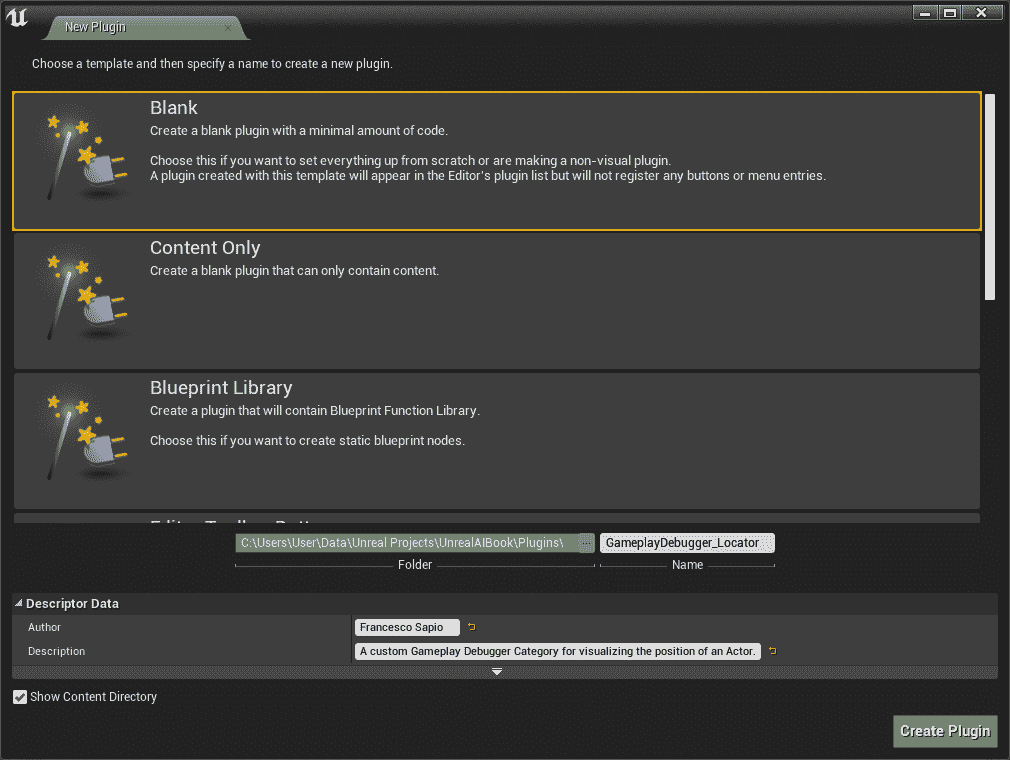 New Plugin
Choose a template and then specify a name to create a new plugin.
Blank
Create a blank plugin with a minimal amount of code.
Choose this if you want to set everything up from scratch or are making a non-visual plugin.
A plugin created with this template will appear in the Editor's plugin list but will not register any buttons or menu entries.
Content Only
Create a blank plugin that can only contain content.
Blueprint Library
Create a plugin that will contain Blueprint Function Library.
Choose this if you want to create static blueprint nodes.
C:\Users\User\Data\Unreal Projects\UnrealAIBook\Plugins\ ... GameplayDebugger_Locator
Folder Name
Descriptor Data
Author Francesco Sapio
Description A custom Gameplay Debugger Category for visualizing the position of an Actor.
Show Content Directory
Create Plugin